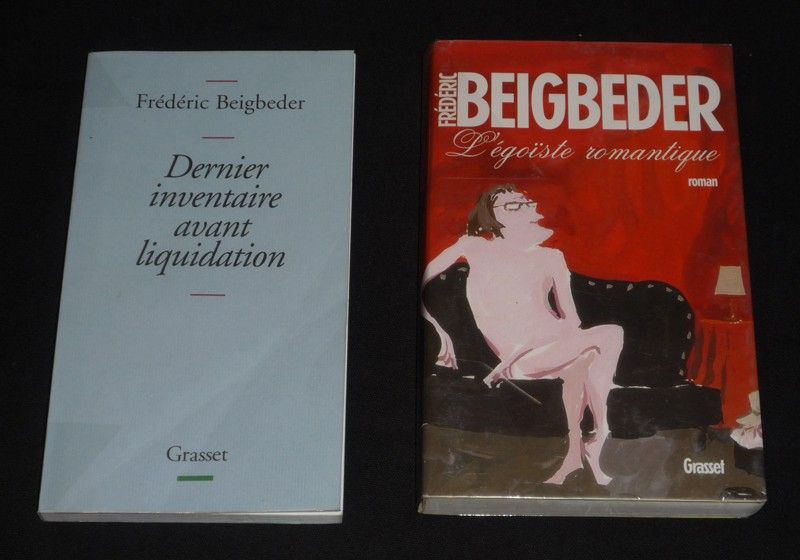 Frédéric Beigbeder
Dernier
inventaire
avant
liquidation
Grasset
FRÉDÉRIC
BEIGBEDER
L'égoïste romantique
roman
Grasset